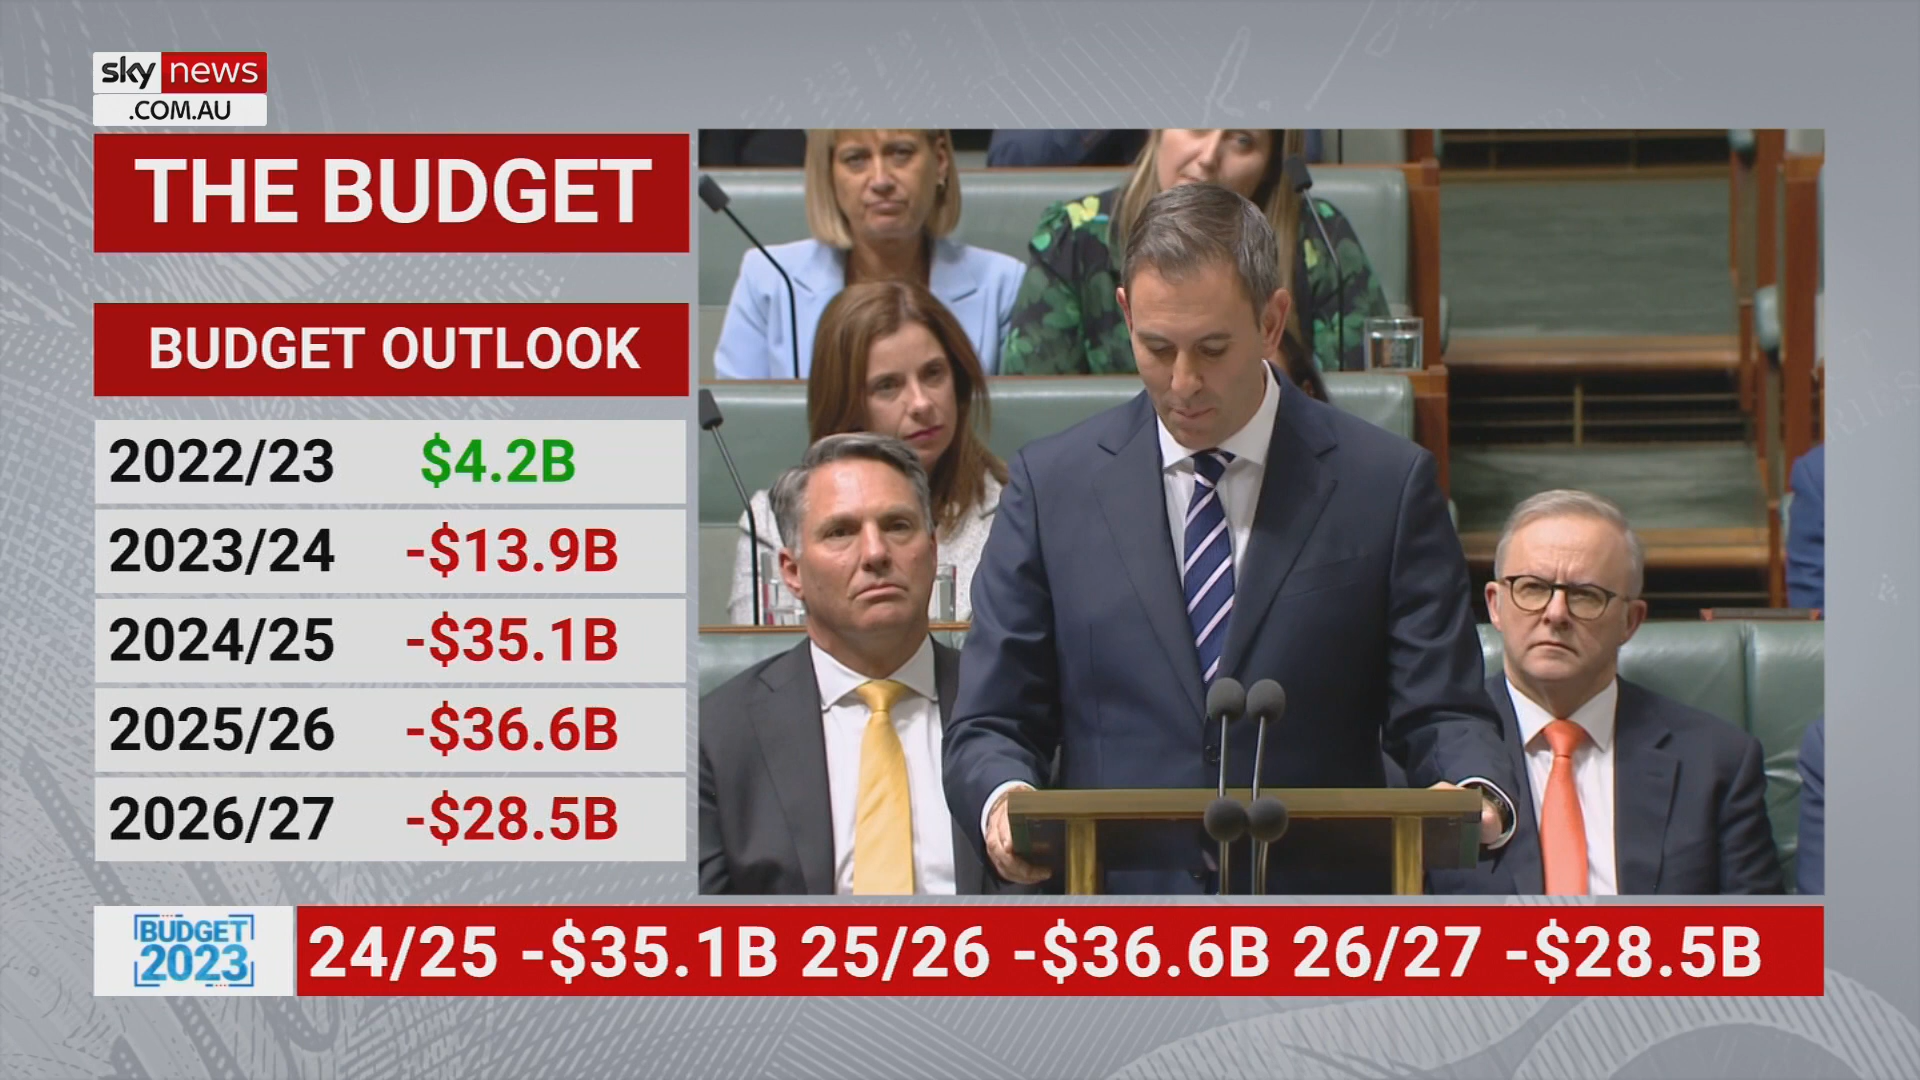 sky news
.COM.AU
THE BUDGET
BUDGET OUTLOOK
2022/23 $4.2B
2023/24 -$13.9B
2024/25 -$35.1B
2025/26 -$36.6B
2026/27 -$28.5B
BUDGET
2023
24/25 -$35.1B 25/26 -$36.6B 26/27 -$28.5B